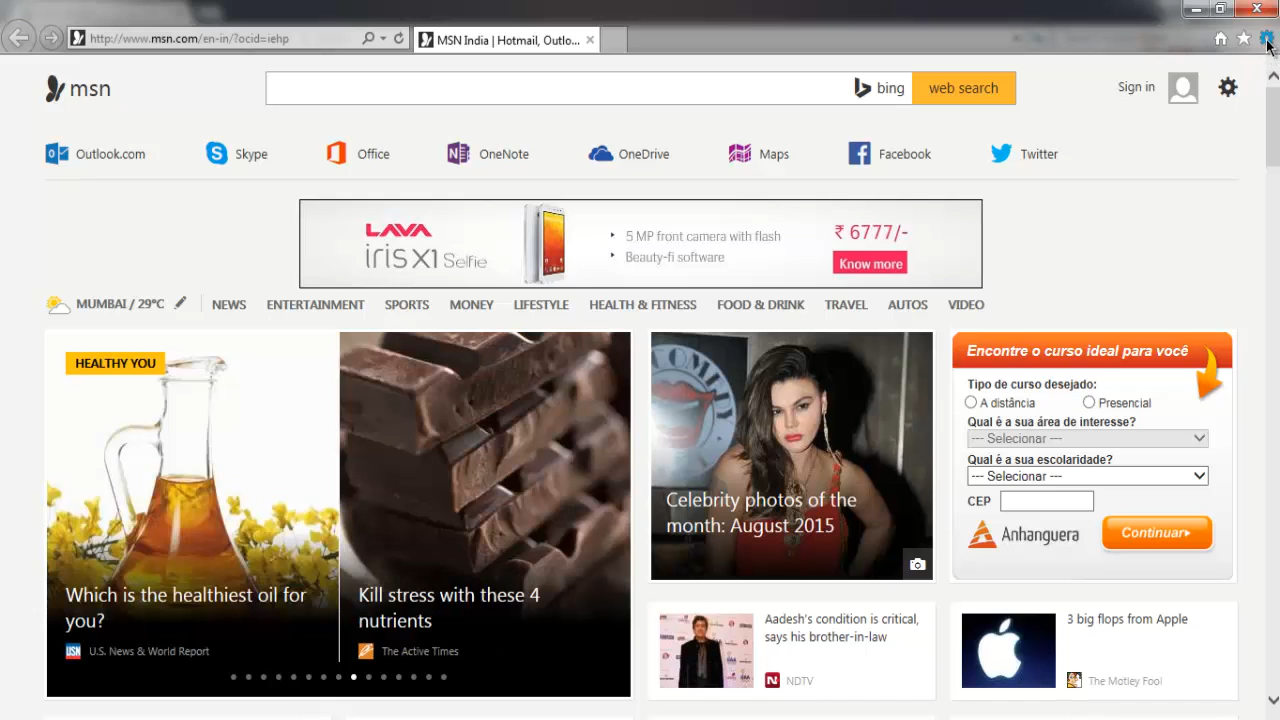 http://www.msn.com/en-in/?ocid=iehp
MSN India | Hotmail, Outlo...
msn
bing
web search
Sign in
Outlook.com
Skype
Office
OneNote
OneDrive
Maps
Facebook
Twitter
LAVA
iris X1 Selfie
5 MP front camera with flash
Beauty-fi software
₹ 6777/-
Know more
MUMBAI / 29°C
NEWS
ENTERTAINMENT
SPORTS
MONEY
LIFESTYLE
HEALTH & FITNESS
FOOD & DRINK
TRAVEL
AUTOS
VIDEO
HEALTHY YOU
Which is the healthiest oil for
you?
USN
U.S. News & World Report
Kill stress with these 4
nutrients
The Active Times
Celebrity photos of the
month: August 2015
Encontre o curso ideal para você
Tipo de curso desejado:
A distância
Presencial
Qual é a sua área de interesse?
--- Selecionar ---
Qual é a sua escolaridade?
--- Selecionar ---
CEP
Anhanguera
Continuar
Aadesh's condition is critical,
says his brother-in-law
N
NDTV
3 big flops from Apple
The Motley Fool